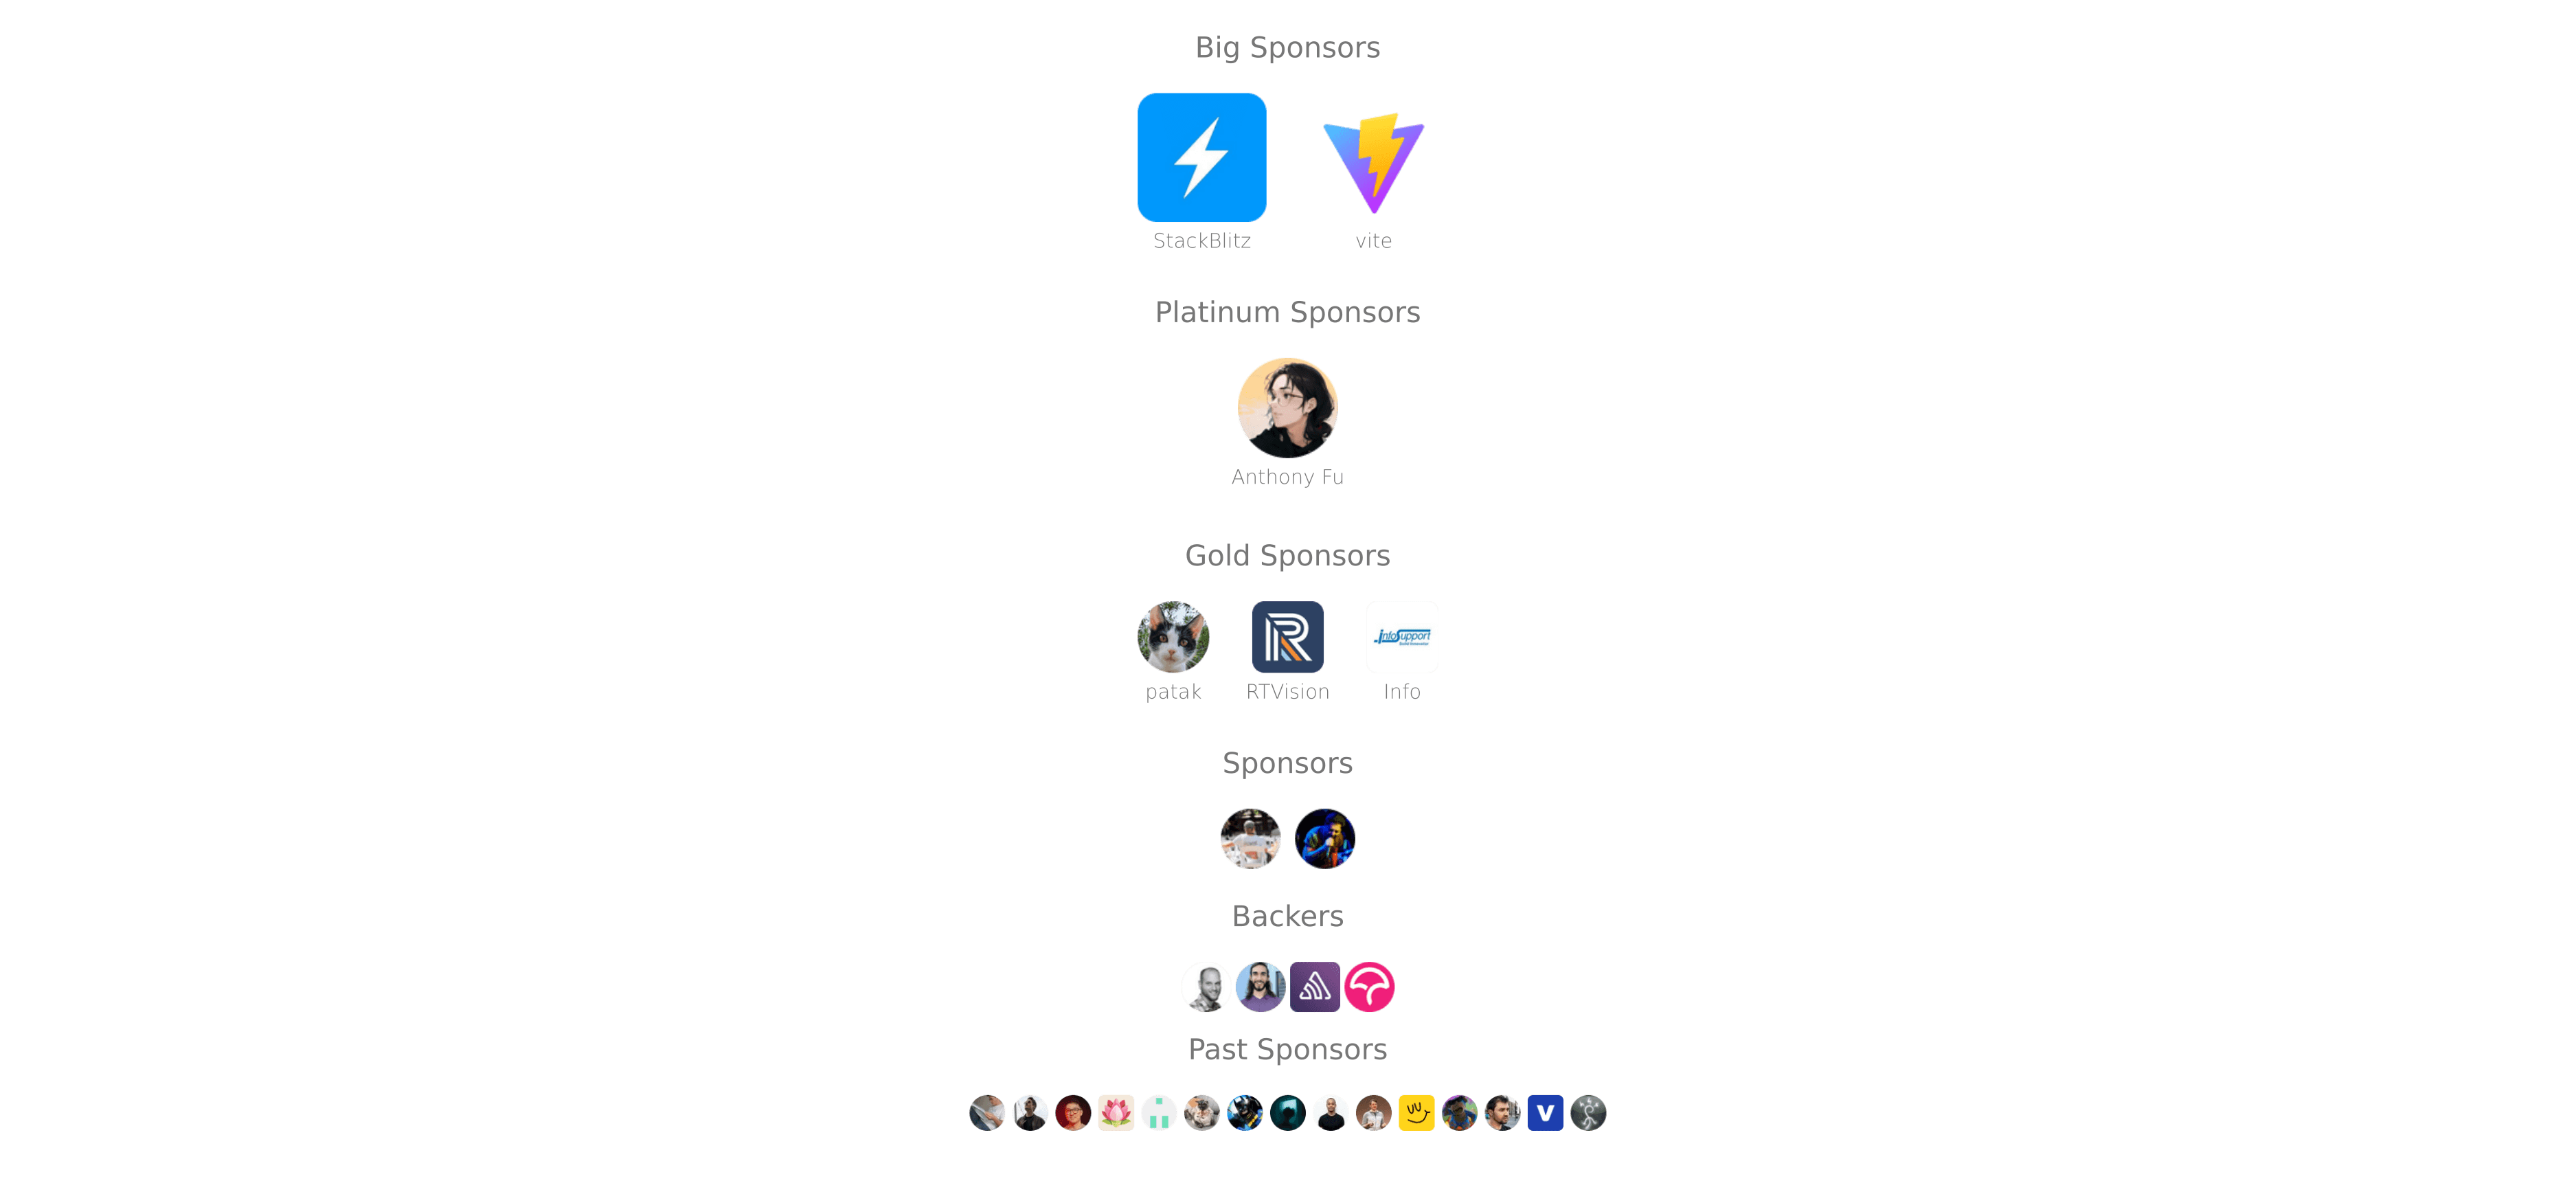 Big Sponsors
StackBlitz
vite
Platinum Sponsors
Anthony Fu
Gold Sponsors
infoSupport
patak
RTVision
Info
Sponsors
Backers
Past Sponsors
V